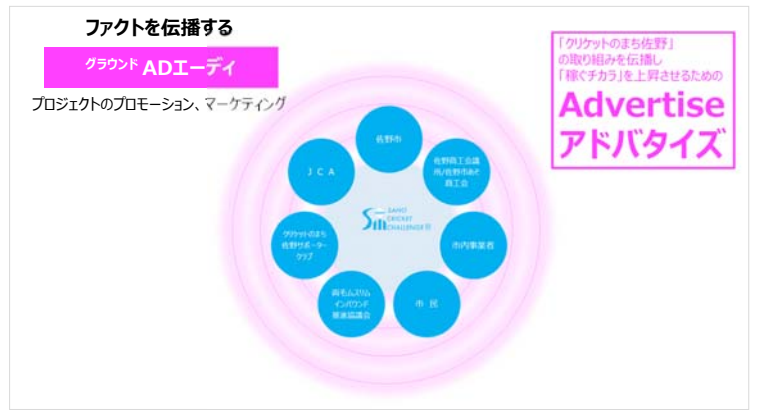 ファクトを伝播する
グラウンド ADエーディ
プロジェクトのプロモーション、マーケティング
「クリケットのまち佐野」
の取り組みを伝播し
「稼ぐチカラ」を上昇させるための
Advertise
アドバタイズ
佐野市
佐野商工会議
所/佐野市あそ
商工会
市内事業者
市 民
両毛ムスリム
インバウンド
推進協議会
クリケットのまち
佐野サポーター
クラブ
J C A
SANO
CRICKET
CHALLENGE!!